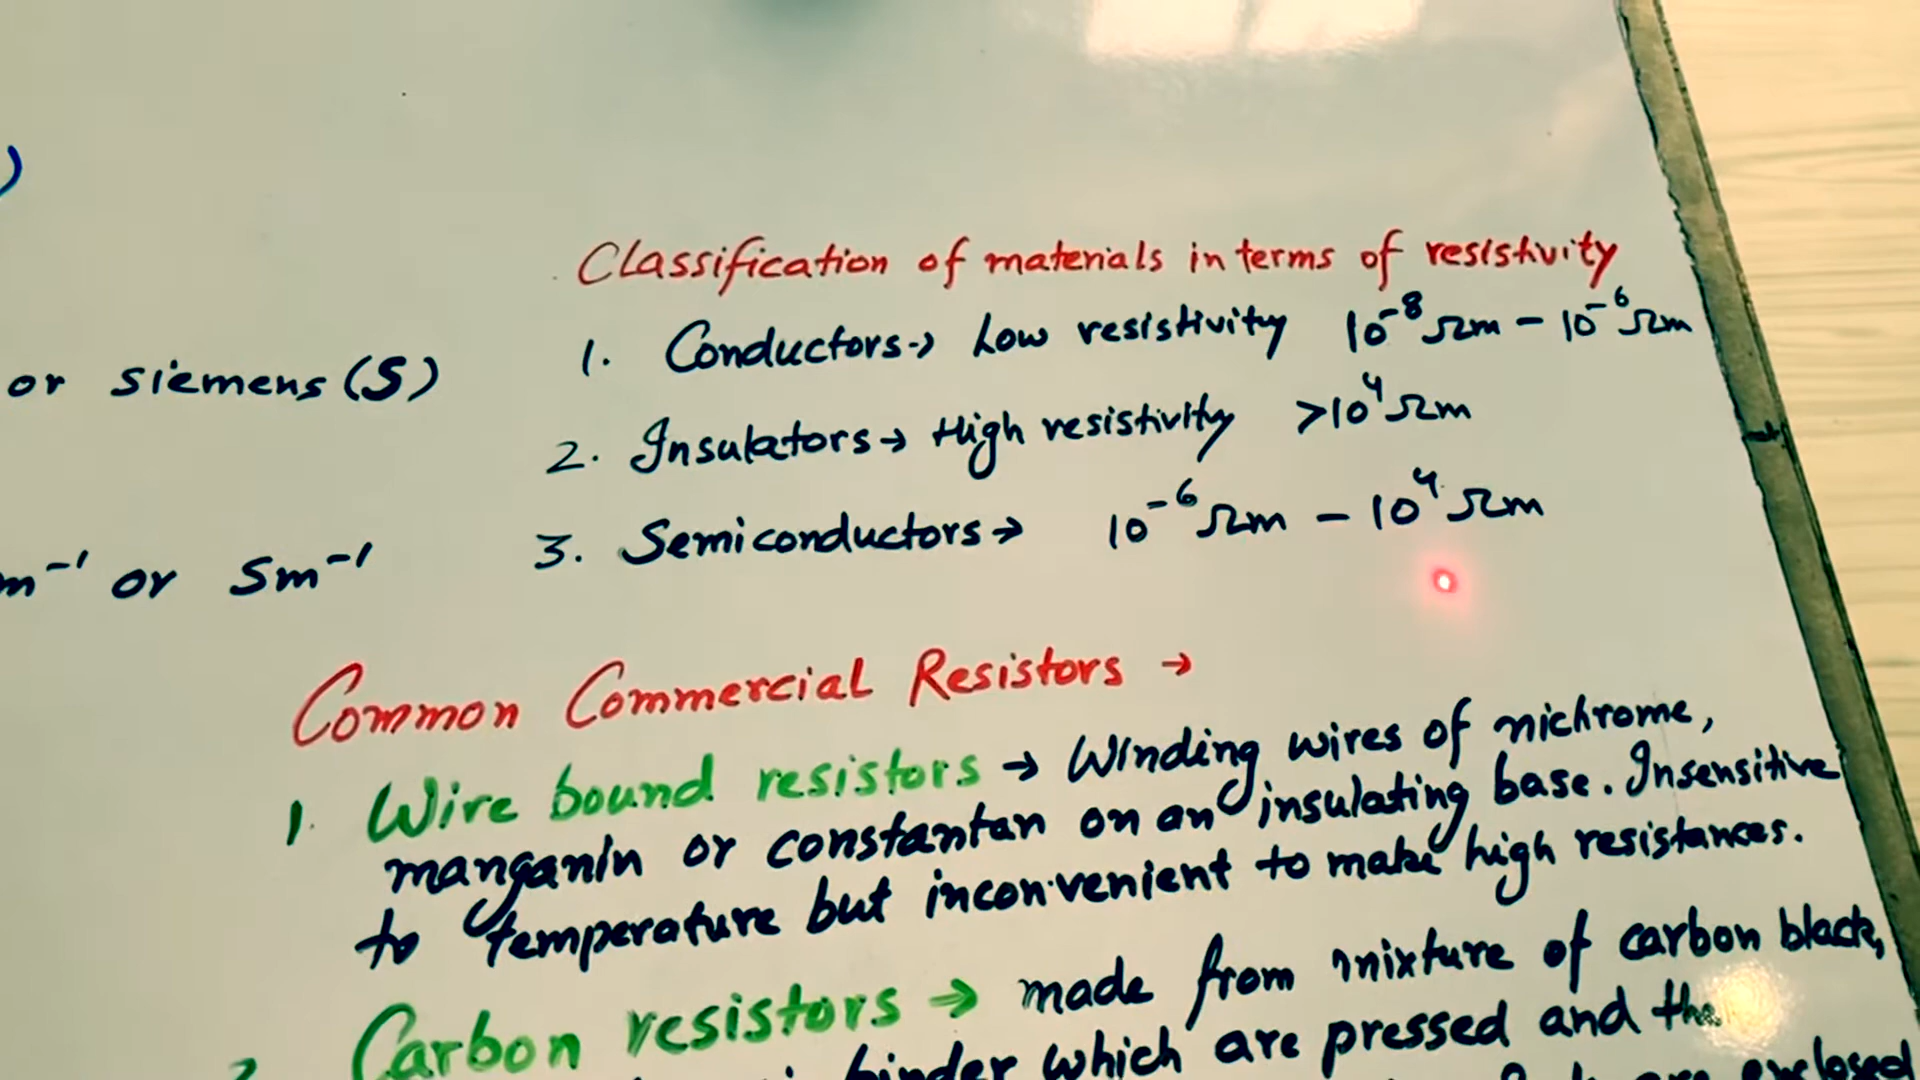 )
Classification of materials in terms of resistivity
1. Conductors → Low resistivity 10⁻⁸ Ωm – 10⁻⁶ Ωm
or siemens (S)
2. Insulators → High resistivity >10⁴ Ωm
3. Semiconductors → 10⁻⁶ Ωm – 10⁴ Ωm
m⁻¹ or Sm⁻¹
Common Commercial Resistors →
1. Wire bound resistors → Winding wires of nichrome,
manganin or constantan on an insulating base. Insensitive
to temperature but inconvenient to make high resistances.
Carbon resistors → made from mixture of carbon black,
binder which are pressed and
enclosed